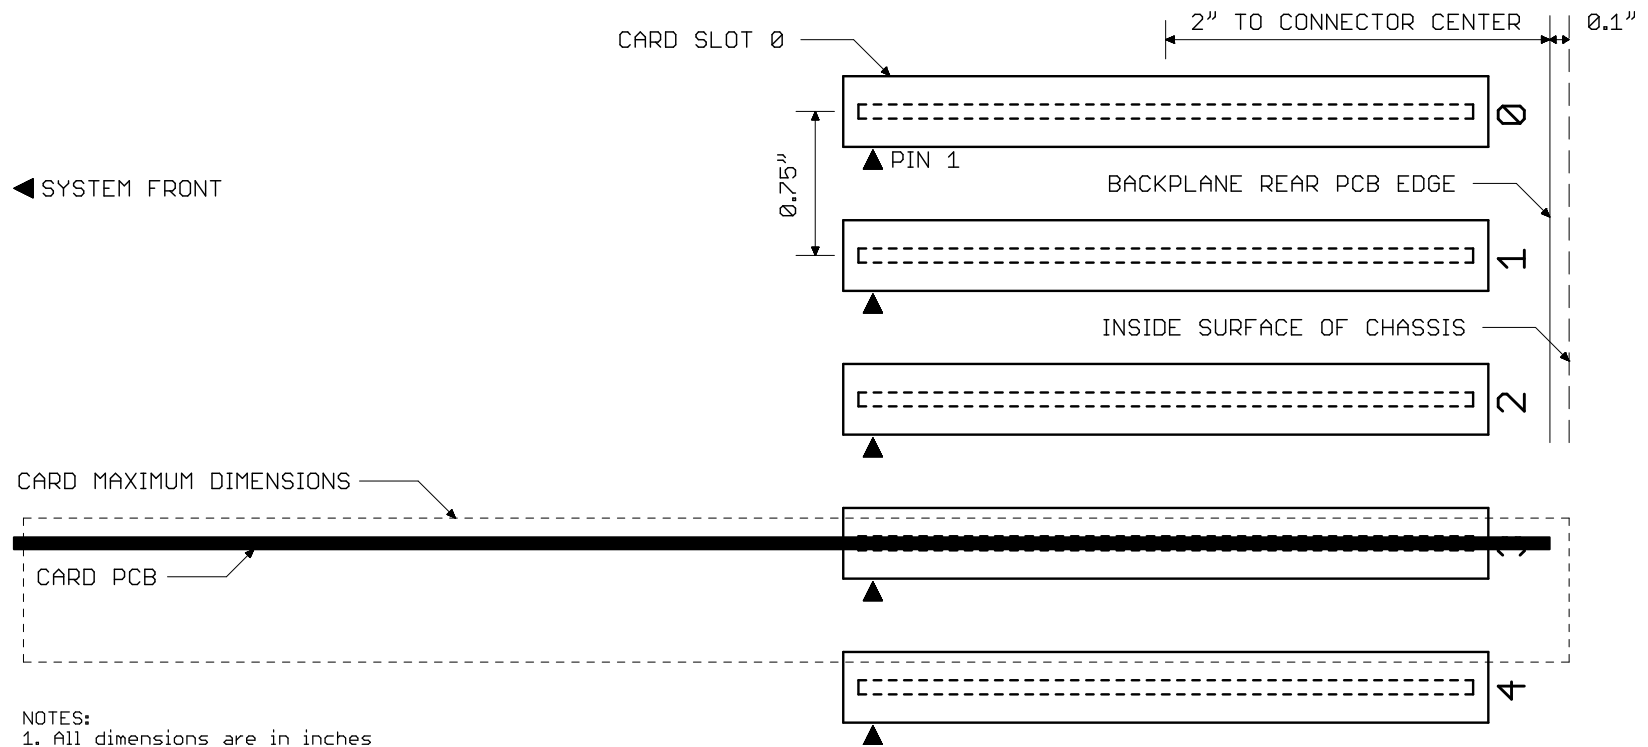 2” TO CONNECTOR CENTER
0.1”
CARD SLOT 0
0
PIN 1
0.75”
SYSTEM FRONT
BACKPLANE REAR PCB EDGE
1
INSIDE SURFACE OF CHASSIS
2
CARD MAXIMUM DIMENSIONS
CARD PCB
4
NOTES:
1. All dimensions are in inches